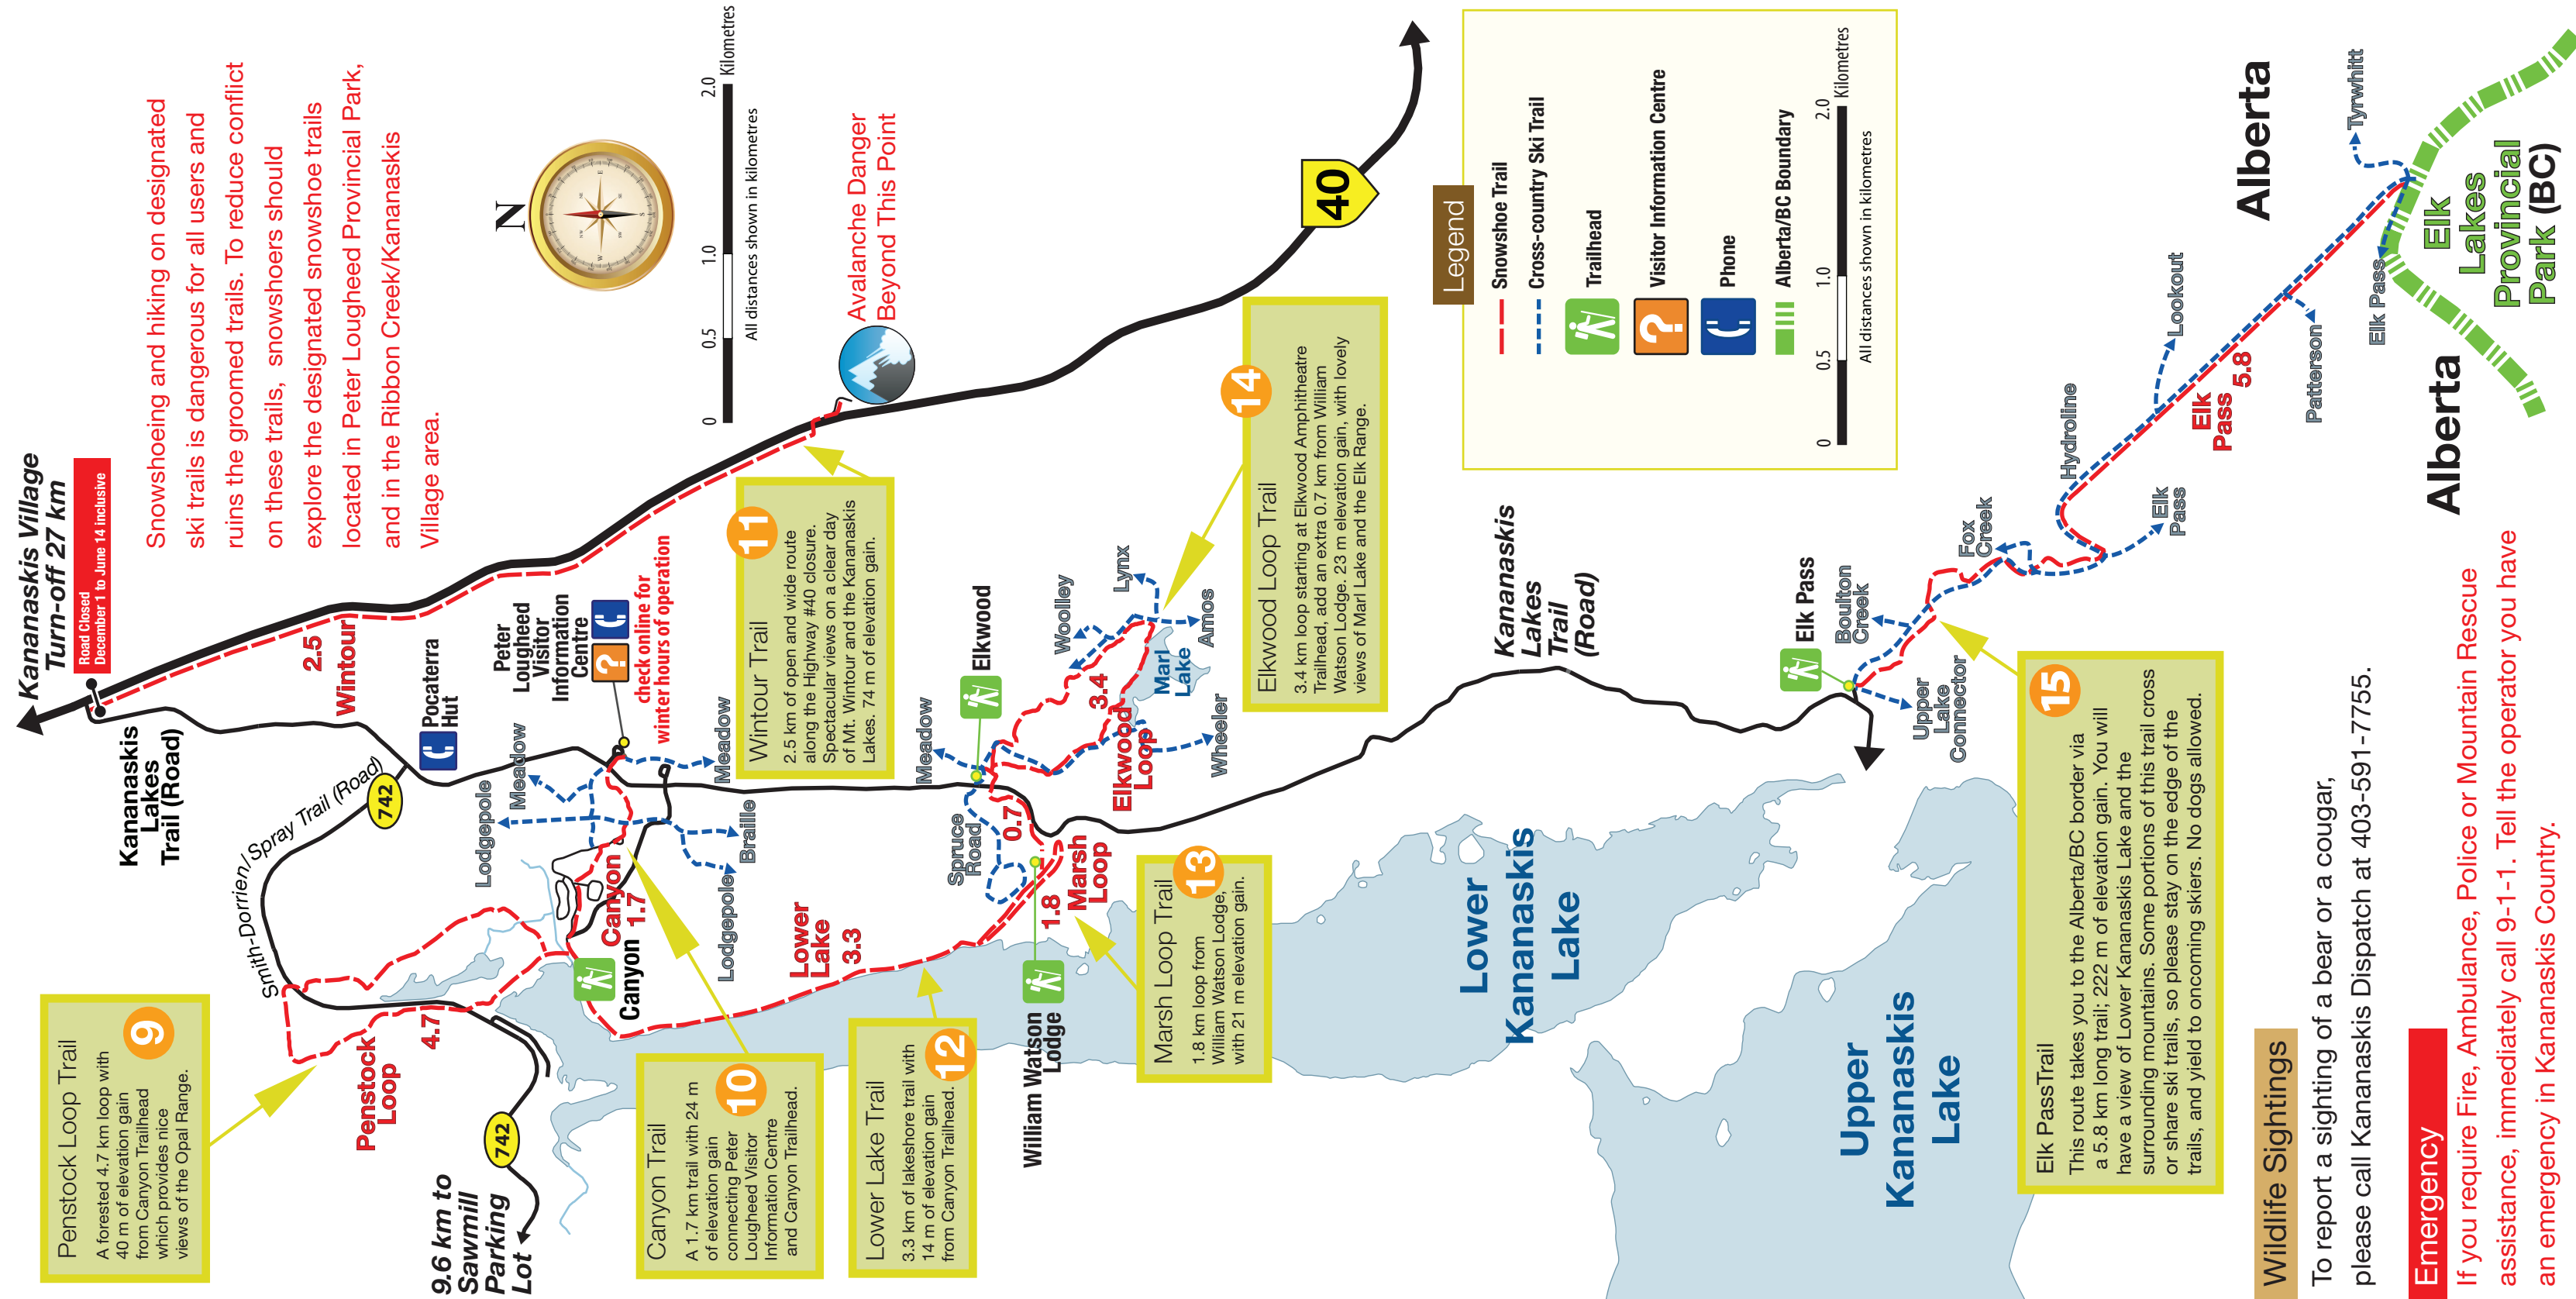 Kananaskis Village
Turn-off 27 km
Road Closed
December 1 to June 14 inclusive
Snowshoeing and hiking on designated
ski trails is dangerous for all users and
ruins the groomed trails. To reduce conflict
on these trails, snowshoers should
explore the designated snowshoe trails
located in Peter Lougheed Provincial Park,
and in the Ribbon Creek/Kananaskis
Village area.
N
0 0.5 1.0 2.0 Kilometres
All distances shown in kilometres
Avalanche Danger
Beyond This Point
40
Kananaskis
Lakes
Trail (Road)
2.5
Wintour
Pocaterra
Hut
742
Smith-Dorrien/Spray Trail (Road)
Peter
Lougheed
Visitor
Information
Centre
?
check online for
winter hours of operation
Penstock Loop Trail
9
A forested 4.7 km loop with
40 m of elevation gain
from Canyon Trailhead
which provides nice
views of the Opal Range.
Penstock
Loop
4.7
742
9.6 km to
Sawmill
Parking
Lot
Lodgepole
Meadow
Meadow
Braille
Lodgepole
Canyon
1.7
Canyon
Canyon Trail
10
A 1.7 km trail with 24 m
of elevation gain
connecting Peter
Lougheed Visitor
Information Centre
and Canyon Trailhead.
Wintour Trail
11
2.5 km of open and wide route
along the Highway #40 closure.
Spectacular views on a clear day
of Mt. Wintour and the Kananaskis
Lakes. 74 m of elevation gain.
Lower
Lake
3.3
Lower Lake Trail
12
3.3 km of lakeshore trail with
14 m of elevation gain
from Canyon Trailhead.
Meadow
Elkwood
Spruce
Road
0.7
William Watson
Lodge
1.8
Marsh
Loop
Marsh Loop Trail
13
1.8 km loop from
William Watson Lodge,
with 21 m elevation gain.
Woolley
Lynx
Amos
Marl
Lake
3.4
Elkwood
Loop
Wheeler
Elkwood Loop Trail
14
3.4 km loop starting at Elkwood Amphitheatre
Trailhead, add an extra 0.7 km from William
Watson Lodge. 23 m elevation gain, with lovely
views of Marl Lake and the Elk Range.
Legend
Snowshoe Trail
Cross-country Ski Trail
Trailhead
?
Visitor Information Centre
Phone
Alberta/BC Boundary
0 0.5 1.0 2.0 Kilometres
All distances shown in kilometres
Kananaskis
Lakes
Trail
(Road)
Lower
Kananaskis
Lake
Upper
Kananaskis
Lake
Elk Pass
Boulton
Creek
Upper
Lake
Connector
Fox
Creek
Hydroline
Elk
Pass
Lookout
Elk
Pass 5.8
Patterson
Elk Pass
Tyrwhitt
Alberta
Alberta
Elk
Lakes
Provincial
Park (BC)
15
Elk PassTrail
This route takes you to the Alberta/BC border via
a 5.8 km long trail; 222 m of elevation gain. You will
have a view of Lower Kananaskis Lake and the
surrounding mountains. Some portions of this trail cross
or share ski trails, so please stay on the edge of the
trails, and yield to oncoming skiers. No dogs allowed.
Wildlife Sightings
To report a sighting of a bear or a cougar,
please call Kananaskis Dispatch at 403-591-7755.
Emergency
If you require Fire, Ambulance, Police or Mountain Rescue
assistance, immediately call 9-1-1. Tell the operator you have
an emergency in Kananaskis Country.